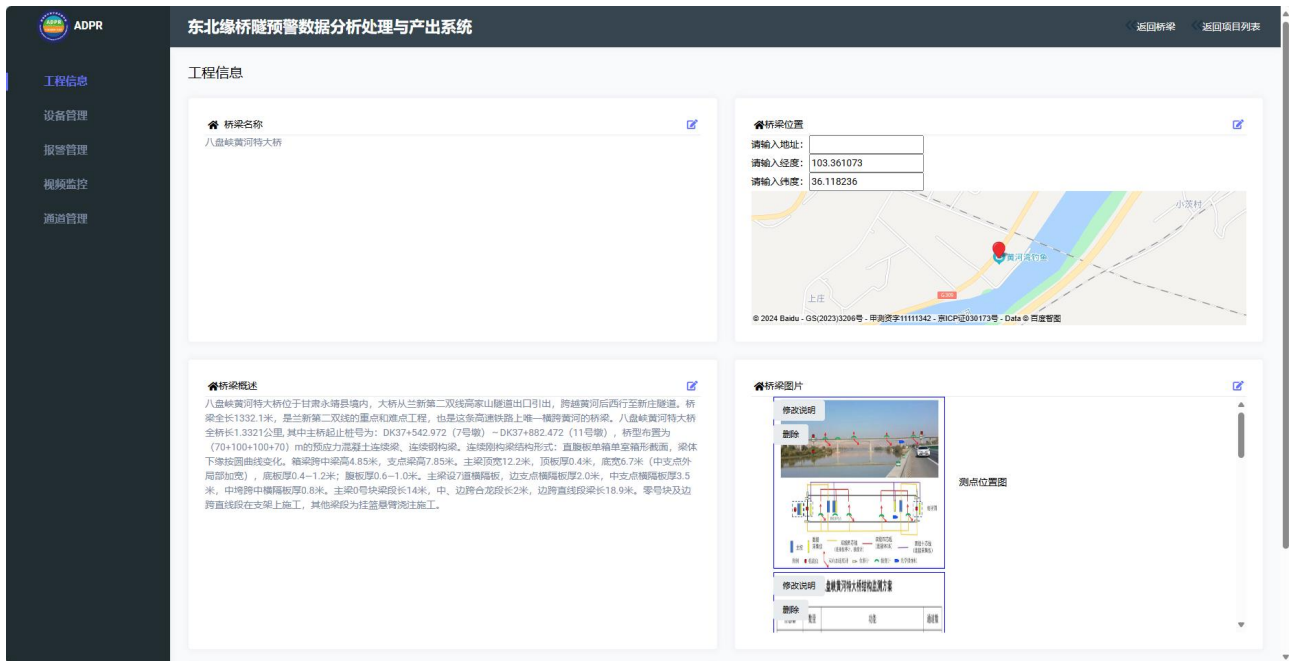 ADPR
ADPR
东北缘桥隧预警数据分析处理与产出系统
返回桥梁
返回项目列表
工程信息
设备管理
报警管理
视频监控
通道管理
工程信息
桥梁名称
八盘峡黄河特大桥
桥梁位置
请输入地址：
请输入经度： 103.361073
请输入纬度： 36.118236
小茨村
黄河湾钓鱼
上庄
© 2024 Baidu - GS(2023)3206号 - 甲测资字11111342 - 京ICP证030173号 - Data © 百度智图
桥梁概述
八盘峡黄河特大桥位于甘肃永靖县境内，大桥从兰新第二双线高家山隧道出口引出，跨越黄河后西行至新庄隧道。桥
梁全长1332.1米，是兰新第二双线的重点和难点工程，也是这条高速铁路上唯一横跨黄河的桥梁。八盘峡黄河特大桥
全桥长1.3321公里,其中主桥起止桩号为：DK37+542.972（7号墩）~DK37+882.472（11号墩），桥型布置为
（70+100+100+70）m的预应力混凝土连续梁、连续钢构梁。连续刚构梁结构形式：直腹板单箱单室箱形截面，梁体
下缘按圆曲线变化。箱梁跨中梁高4.85米，支点梁高7.85米。主梁顶宽12.2米，顶板厚0.4米，底宽6.7米（中支点外
局部加宽），底板厚0.4—1.2米；腹板厚0.6—1.0米。主梁设7道横隔板，边支点横隔板厚2.0米，中支点横隔板厚3.5
米，中垮跨中横隔板厚0.8米。主梁0号块梁段长14米，中、边跨合龙段长2米，边跨直线段梁长18.9米。零号块及边
跨直线段在支架上施工，其他梁段为挂篮悬臂浇注施工。
桥梁图片
修改说明
删除
测点位置图
修改说明
盘峡黄河特大桥结构监测方案
删除
数量
功能
通道数